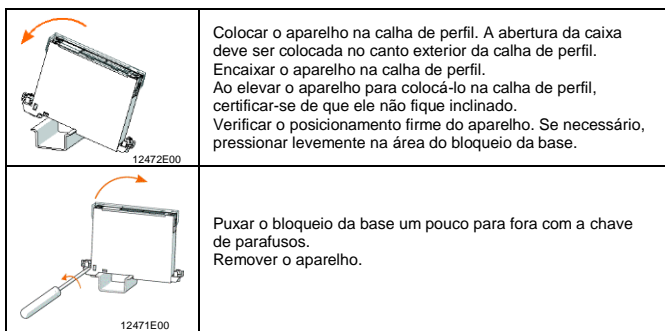 Colocar o aparelho na calha de perfil. A abertura da caixa
deve ser colocada no canto exterior da calha de perfil.
Encaixar o aparelho na calha de perfil.
Ao elevar o aparelho para colocá-lo na calha de perfil,
certificar-se de que ele não fique inclinado.
Verificar o posicionamento firme do aparelho. Se necessário,
pressionar levemente na área do bloqueio da base.
12472E00
Puxar o bloqueio da base um pouco para fora com a chave
de parafusos.
Remover o aparelho.
12471E00